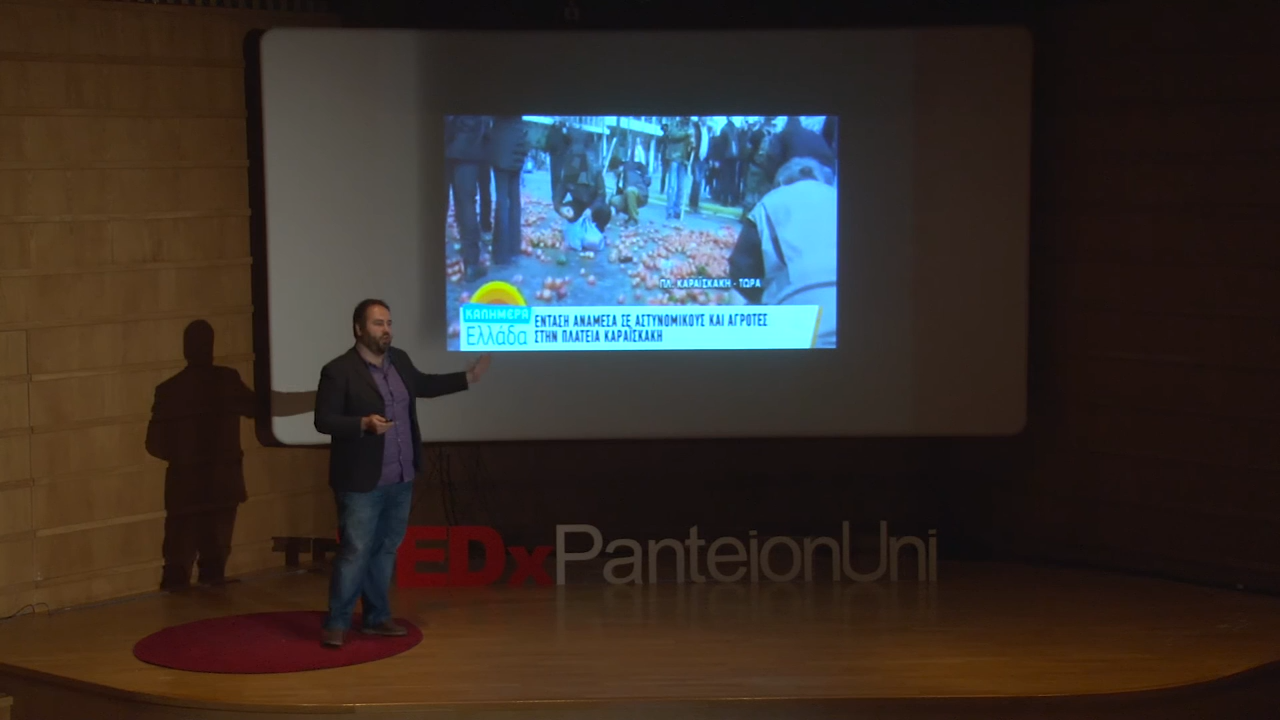 ΠΛ. ΚΑΡΑΪΣΚΑΚΗ - ΤΩΡΑ
ΚΑΛΗΜΕΡΑ
Ελλάδα
ΕΝΤΑΣΗ ΑΝΑΜΕΣΑ ΣΕ ΑΣΤΥΝΟΜΙΚΟΥΣ ΚΑΙ ΑΓΡΟΤΕΣ
ΣΤΗΝ ΠΛΑΤΕΙΑ ΚΑΡΑΪΣΚΑΚΗ
TEDxPanteionUni